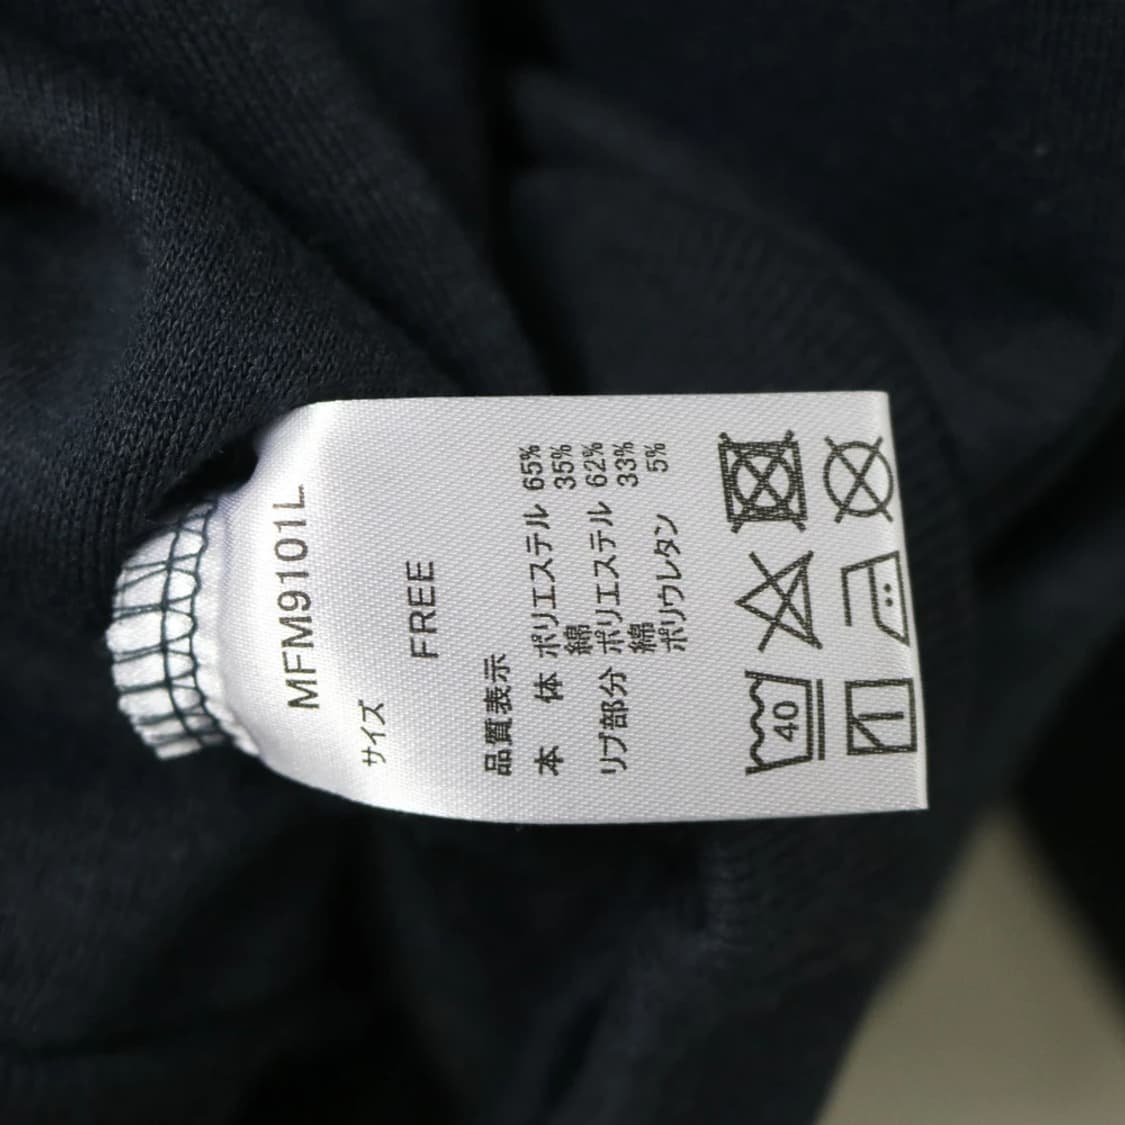 MFM9101L
サイズ
FREE
品質表示
本 体 ポリエステル 65%
綿 35%
リブ部分 ポリエステル 62%
綿 33%
ポリウレタン 5%
40